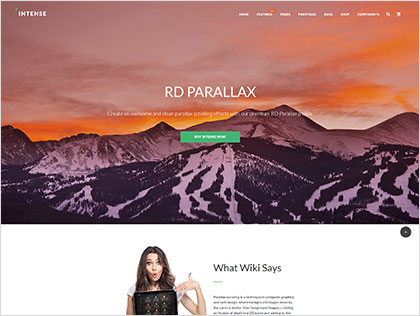 INTENSE
HOME FEATURES PAGES PORTFOLIO BLOG SHOP COMPONENTS
RD PARALLAX
Create an awesome and clean parallax scrolling effects with our premium RD Parallax plugin.
BUY INTENSE NOW
What Wiki Says
Parallax scrolling is a technique in computer graphics
and web design, where background images move by
the camera slower than foreground images, creating
an illusion of depth in a 2D scene and adding to the